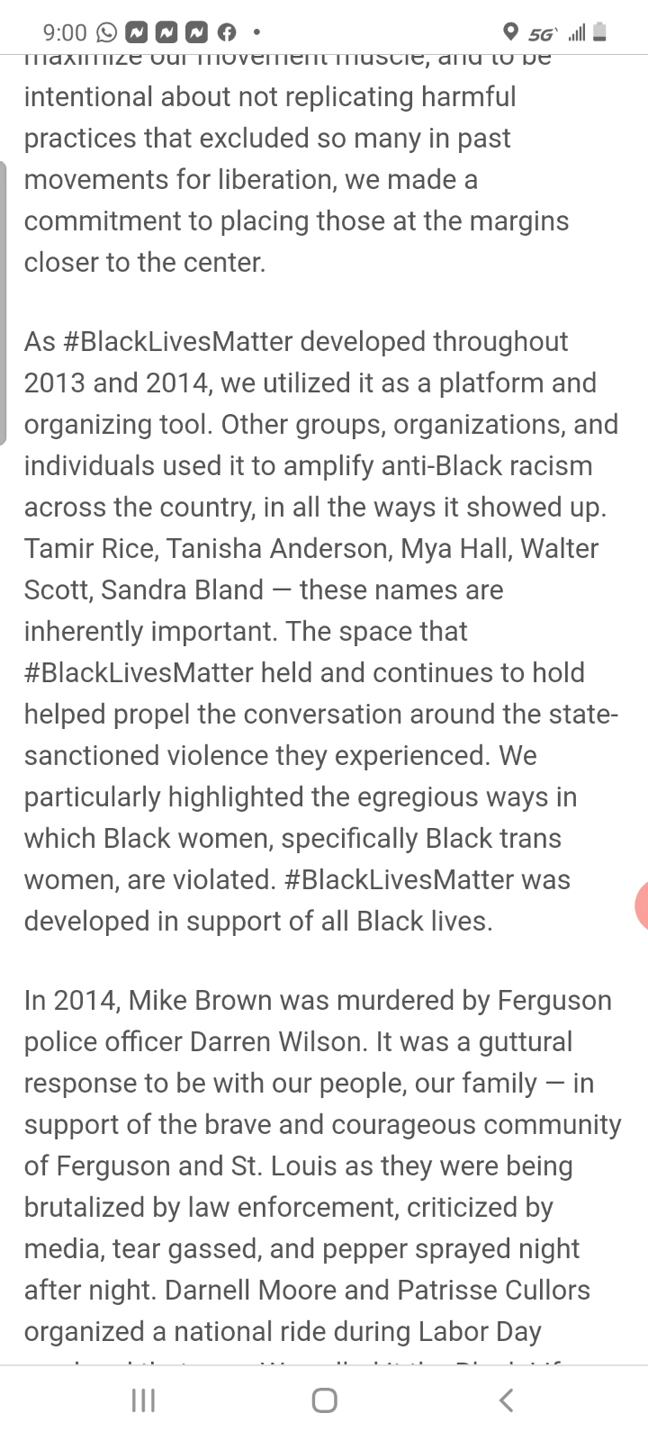 9:00
5G
maximize our movement muscle, and to be
intentional about not replicating harmful
practices that excluded so many in past
movements for liberation, we made a
commitment to placing those at the margins
closer to the center.
As #BlackLivesMatter developed throughout
2013 and 2014, we utilized it as a platform and
organizing tool. Other groups, organizations, and
individuals used it to amplify anti-Black racism
across the country, in all the ways it showed up.
Tamir Rice, Tanisha Anderson, Mya Hall, Walter
Scott, Sandra Bland — these names are
inherently important. The space that
#BlackLivesMatter held and continues to hold
helped propel the conversation around the state-
sanctioned violence they experienced. We
particularly highlighted the egregious ways in
which Black women, specifically Black trans
women, are violated. #BlackLivesMatter was
developed in support of all Black lives.
In 2014, Mike Brown was murdered by Ferguson
police officer Darren Wilson. It was a guttural
response to be with our people, our family — in
support of the brave and courageous community
of Ferguson and St. Louis as they were being
brutalized by law enforcement, criticized by
media, tear gassed, and pepper sprayed night
after night. Darnell Moore and Patrisse Cullors
organized a national ride during Labor Day